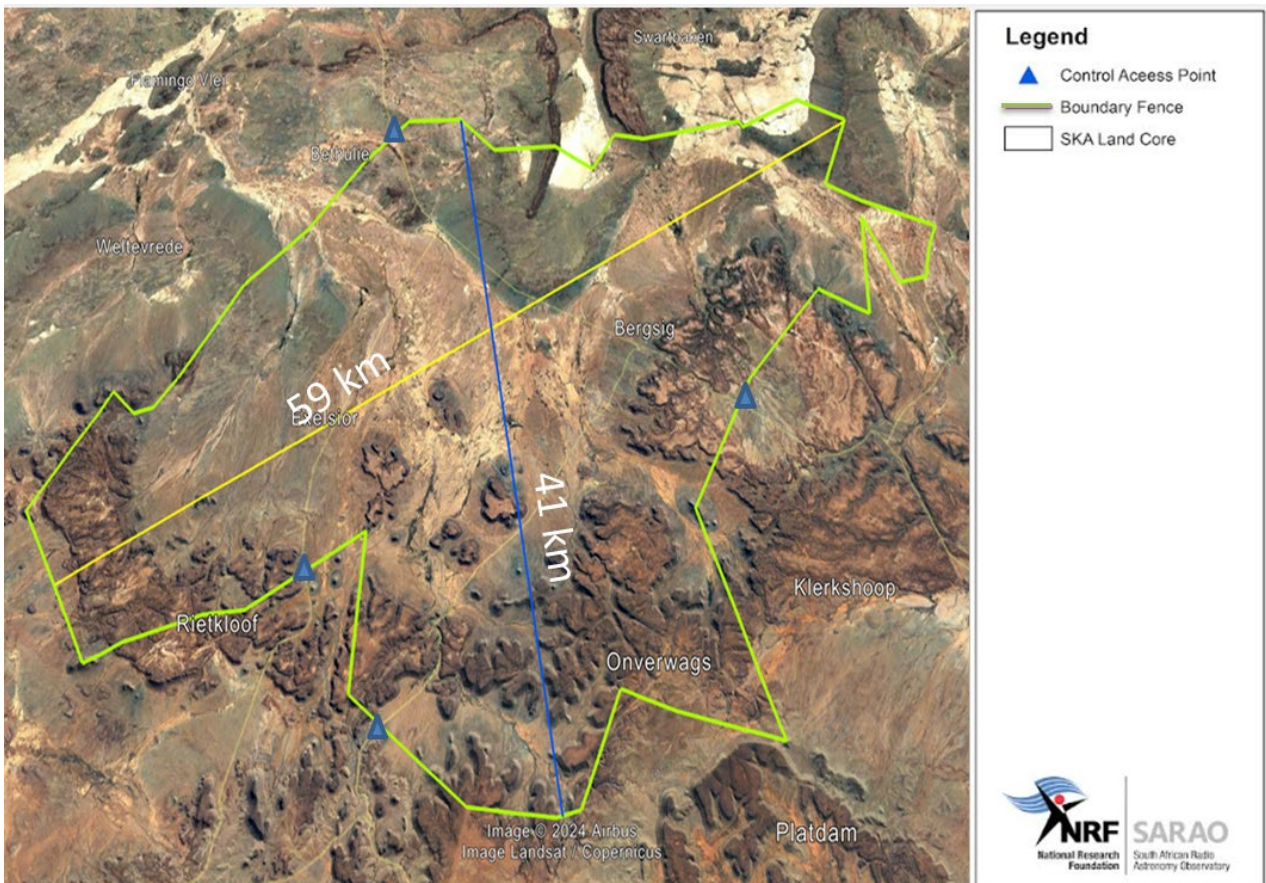 Swartbaken
Flamingo Vlei
Bethulie
Weltevrede
Bergsig
59 km
Exelsior
41 km
Klerkshoop
Rietkloof
Onverwags
Platdam
Image © 2024 Airbus
Image Landsat / Copernicus
Legend
Control Aceess Point
Boundary Fence
SKA Land Core
NRF
National Research
Foundation
SARAO
South African Radio
Astronomy Observatory